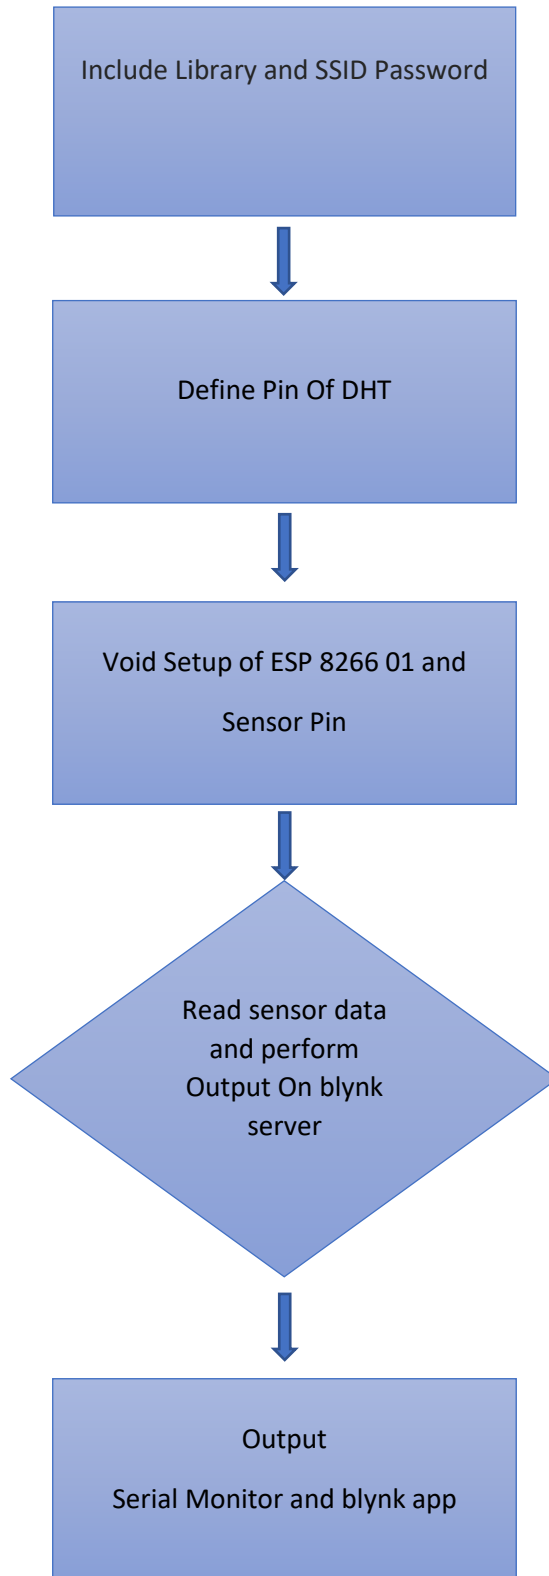 Include Library and SSID Password
Define Pin Of DHT
Void Setup of ESP 8266 01 and
Sensor Pin
Read sensor data
and perform
Output On blynk
server
Output
Serial Monitor and blynk app